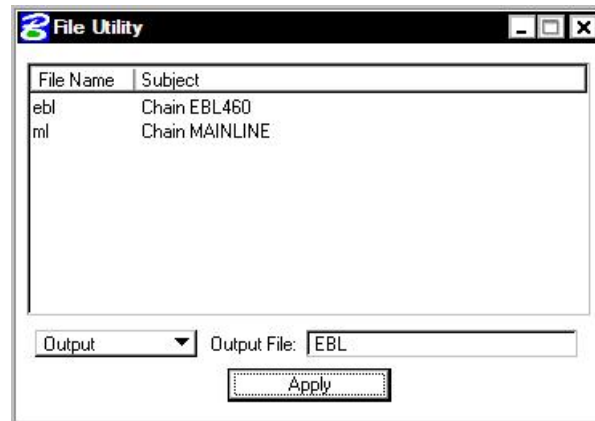 File Utility
File Name Subject
ebl Chain EBL460
ml Chain MAINLINE
Output Output File: EBL
Apply